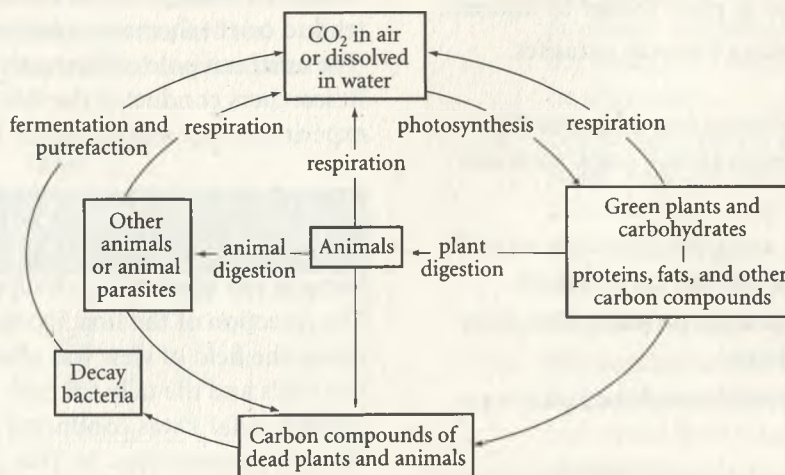 CO₂ in air
or dissolved
in water
fermentation and
putrefaction
respiration
respiration
photosynthesis
respiration
Other
animals
or animal
parasites
animal
digestion
Animals
plant
digestion
Green plants and
carbohydrates
proteins, fats, and other
carbon compounds
Decay
bacteria
Carbon compounds of
dead plants and animals